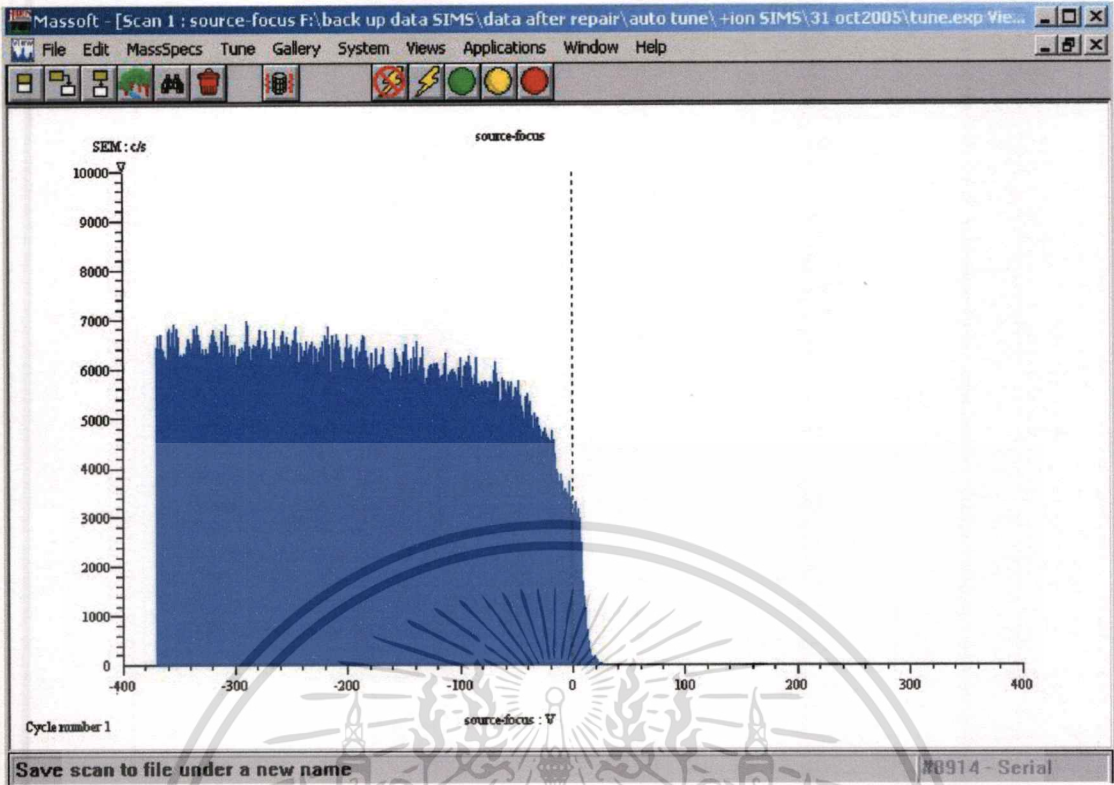 Massoft - [Scan 1 : source-focus F:\back up data SIMS\data after repair\auto tune\ +ion SIMS\31 oct2005\tune.exp Vie...
File Edit MassSpecs Tune Gallery System Views Applications Window Help
source-focus
SEM : c/s
10000
9000
8000
7000
6000
5000
4000
3000
2000
1000
0
-400 -300 -200 -100 0 100 200 300 400
Cycle number 1
source-focus : V
Save scan to file under a new name
#8914 - Serial